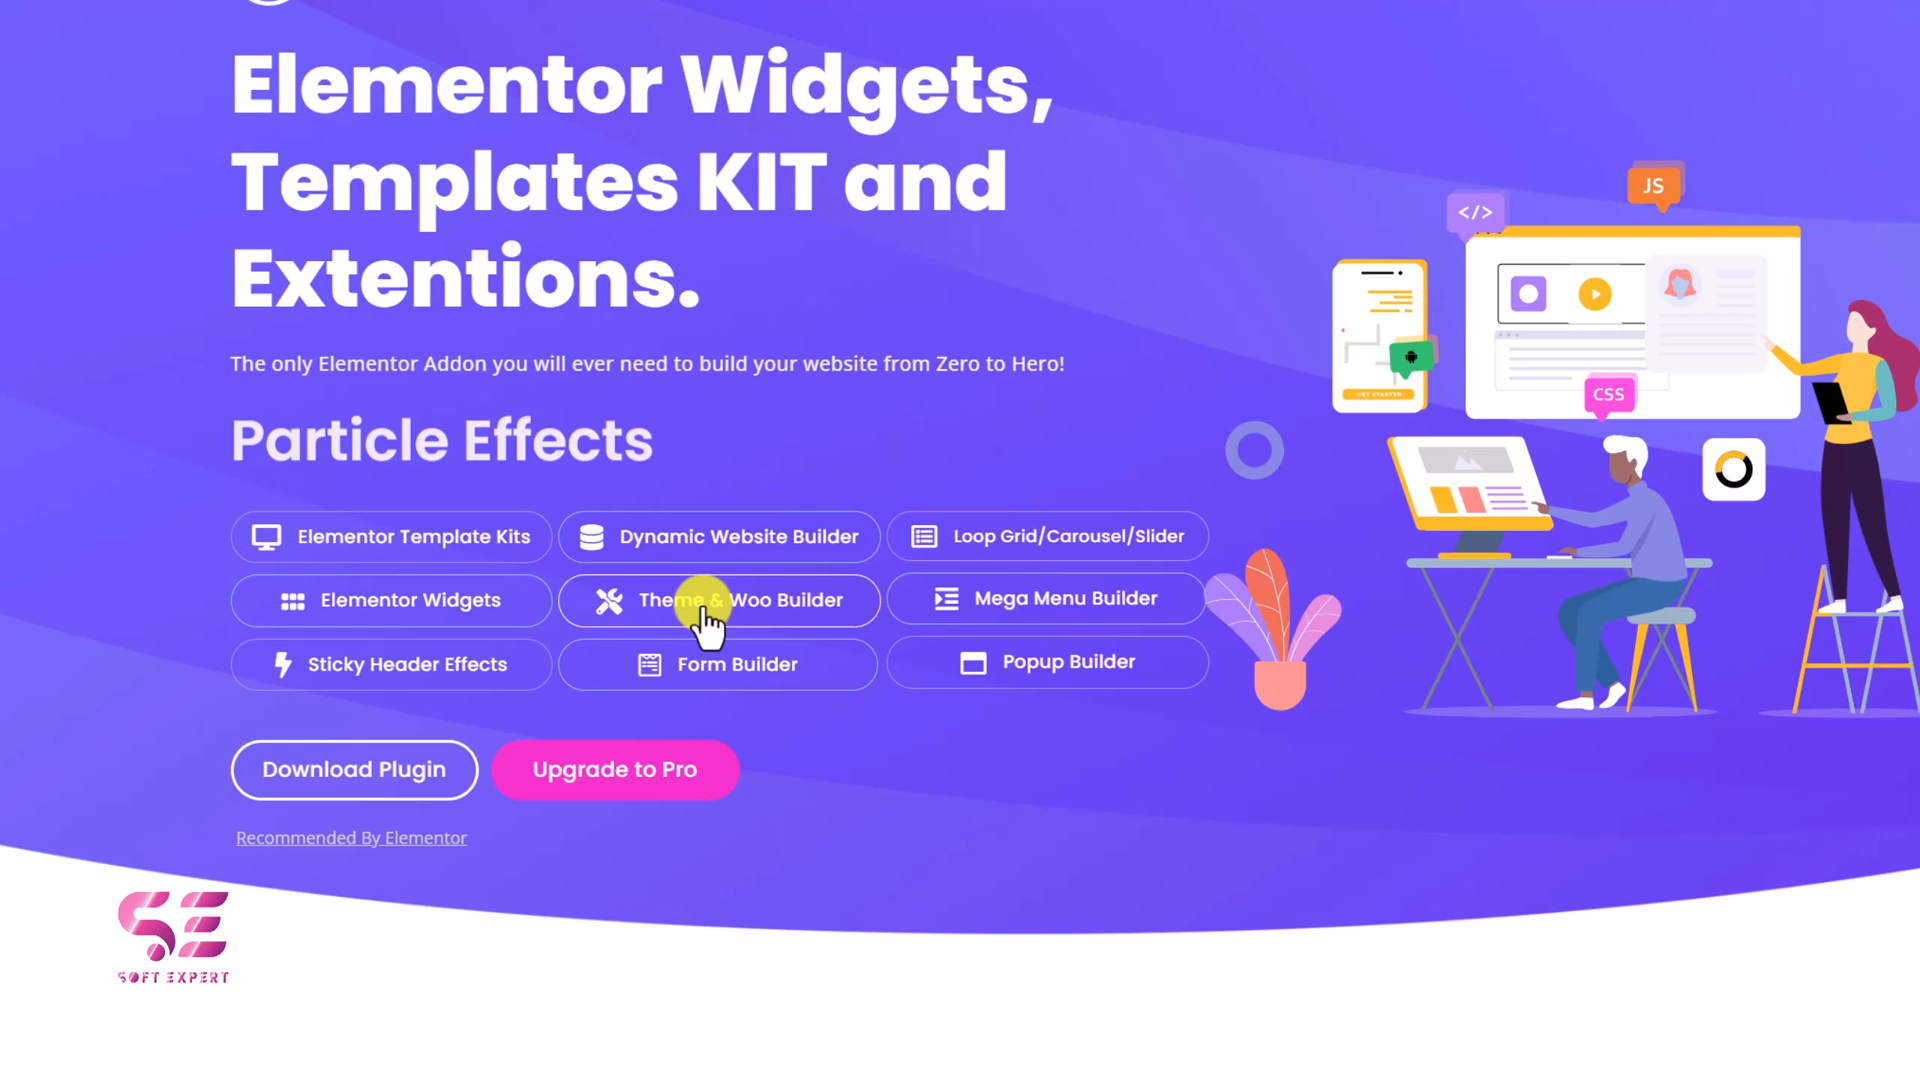 Elementor Widgets,
Templates KIT and
Extentions.
The only Elementor Addon you will ever need to build your website from Zero to Hero!
Particle Effects
Elementor Template Kits
Dynamic Website Builder
Loop Grid/Carousel/Slider
Elementor Widgets
Theme & Woo Builder
Mega Menu Builder
Sticky Header Effects
Form Builder
Popup Builder
Download Plugin
Upgrade to Pro
Recommended By Elementor
JS
</>
CSS
GET STARTED
SE
SOFT EXPERT